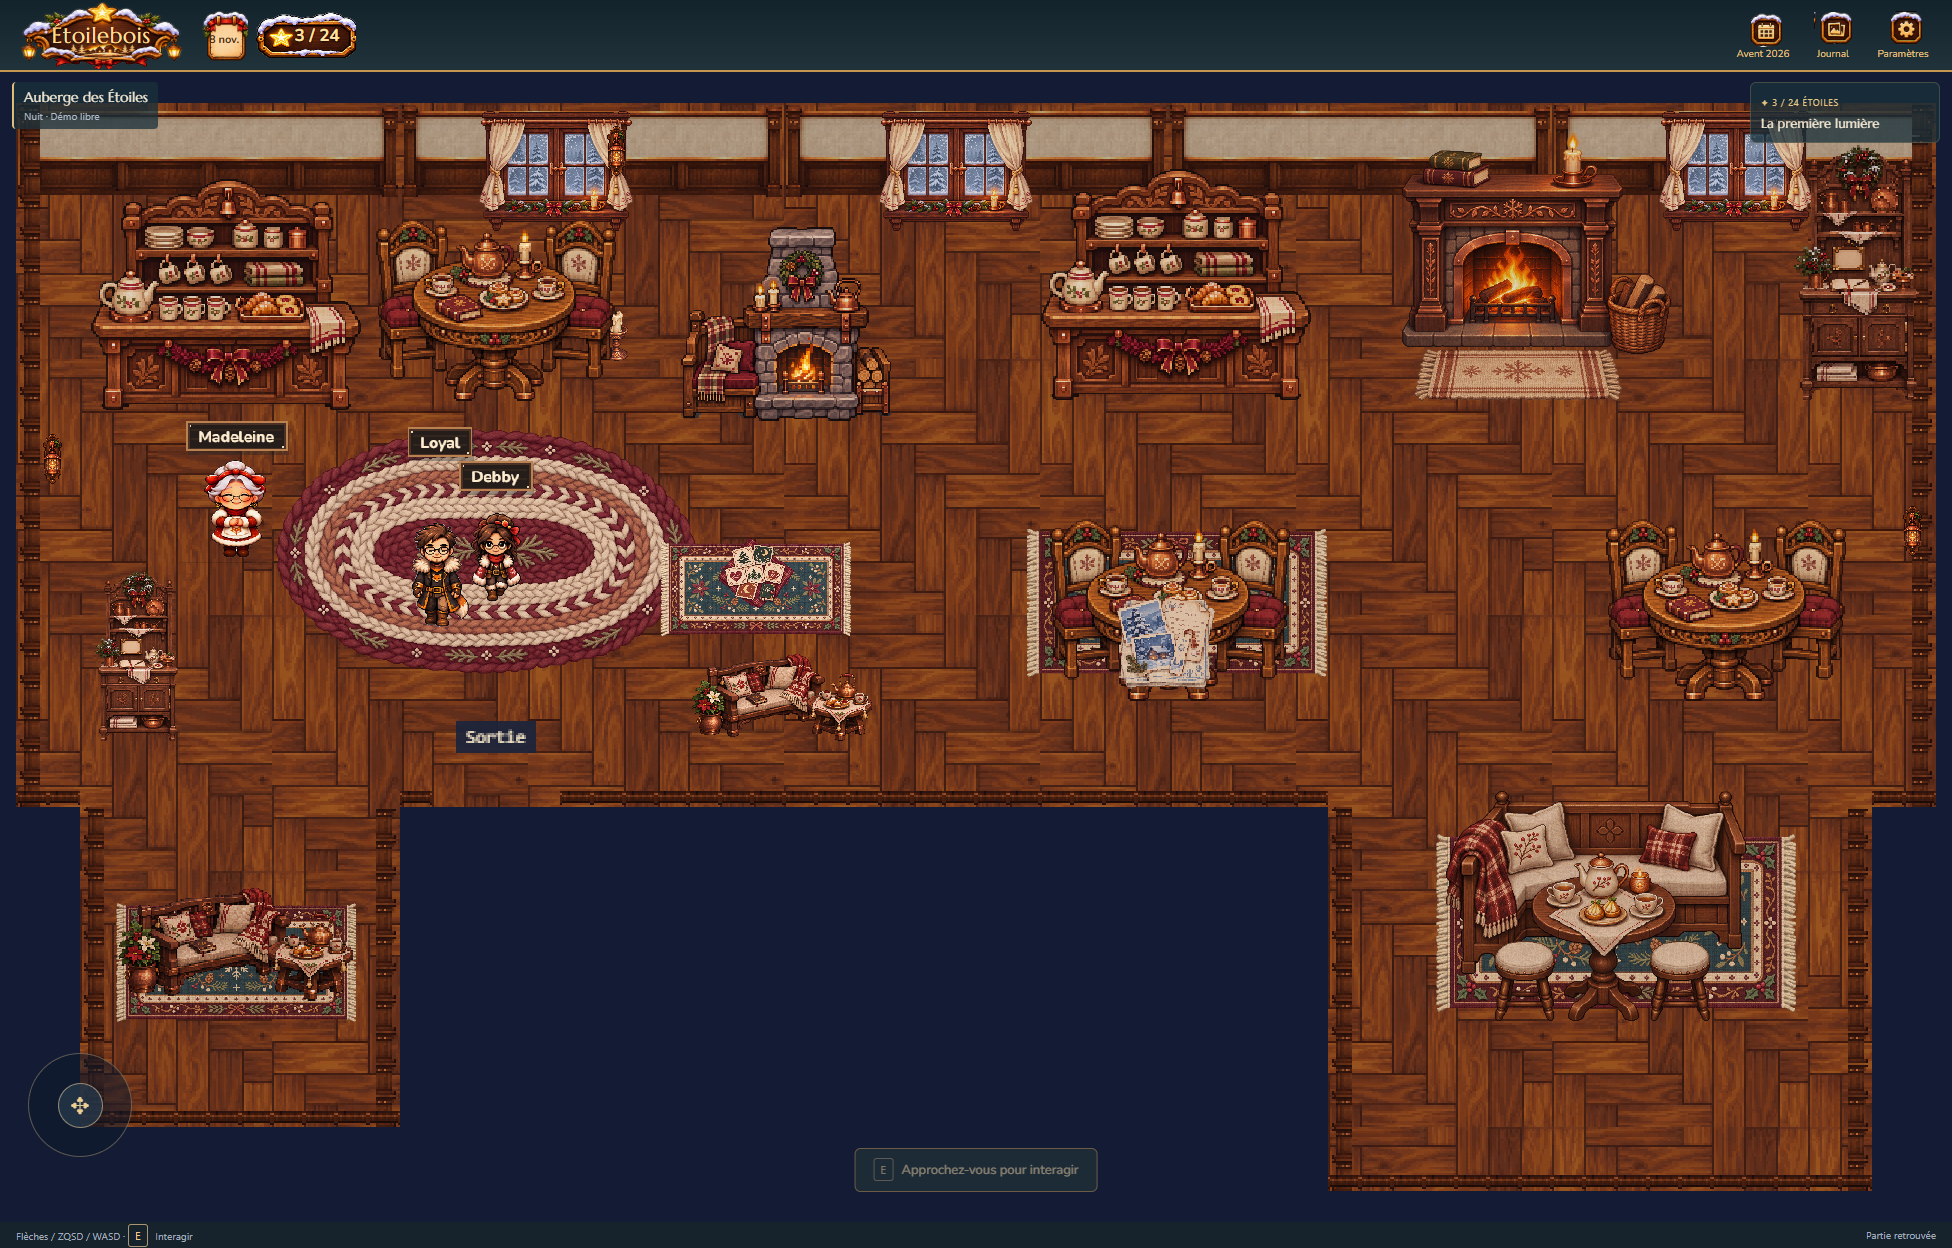 Etoilebois
8 nov.
3 / 24
Avent 2026
Journal
Paramètres
Auberge des Étoiles
Nuit · Démo libre
✦ 3 / 24 ÉTOILES
La première lumière
Madeleine
Loyal
Debby
Sortie
E Approchez-vous pour interagir
Flèches / ZQSD / WASD · E Interagir
Partie retrouvée